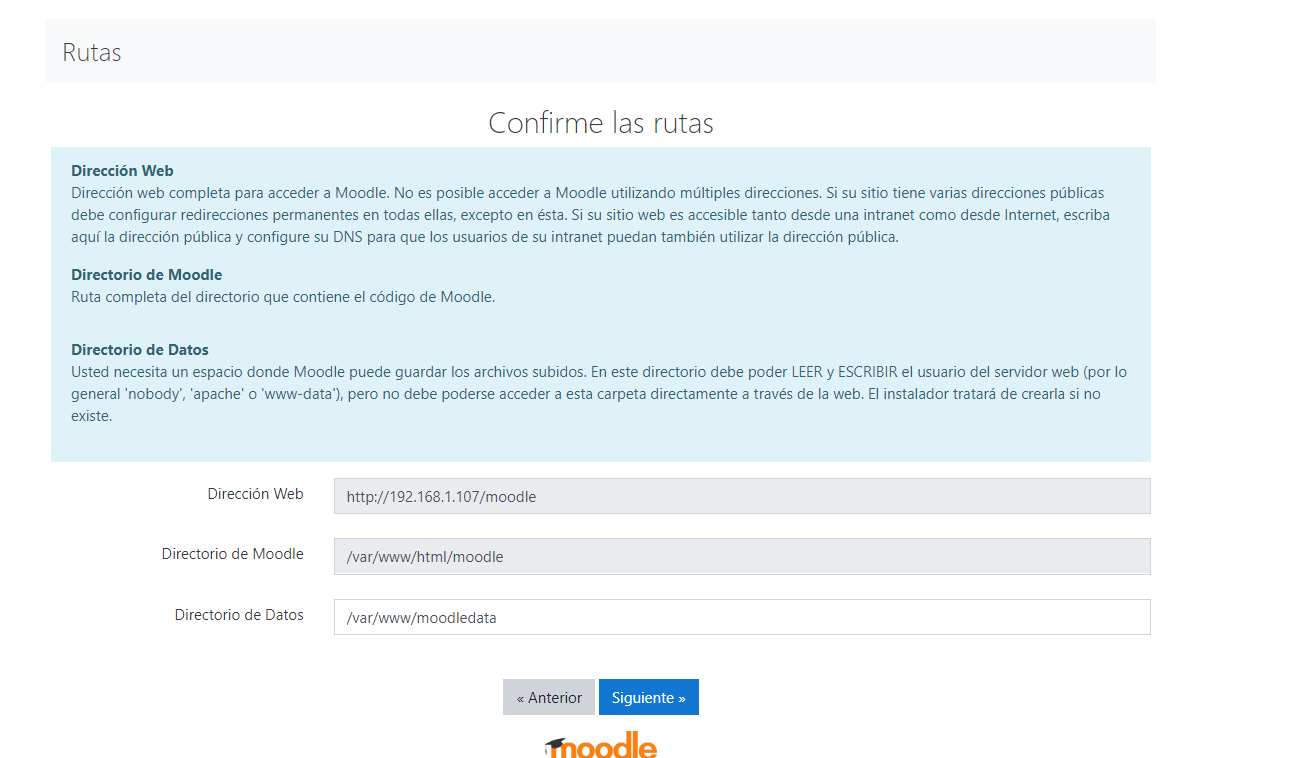 Rutas
Confirme las rutas
Dirección Web
Dirección web completa para acceder a Moodle. No es posible acceder a Moodle utilizando múltiples direcciones. Si su sitio tiene varias direcciones públicas
debe configurar redirecciones permanentes en todas ellas, excepto en ésta. Si su sitio web es accesible tanto desde una intranet como desde Internet, escriba
aquí la dirección pública y configure su DNS para que los usuarios de su intranet puedan también utilizar la dirección pública.
Directorio de Moodle
Ruta completa del directorio que contiene el código de Moodle.
Directorio de Datos
Usted necesita un espacio donde Moodle puede guardar los archivos subidos. En este directorio debe poder LEER y ESCRIBIR el usuario del servidor web (por lo
general 'nobody', 'apache' o 'www-data'), pero no debe poderse acceder a esta carpeta directamente a través de la web. El instalador tratará de crearla si no
existe.
Dirección Web http://192.168.1.107/moodle
Directorio de Moodle /var/www/html/moodle
Directorio de Datos /var/www/moodledata
« Anterior Siguiente »
moodle